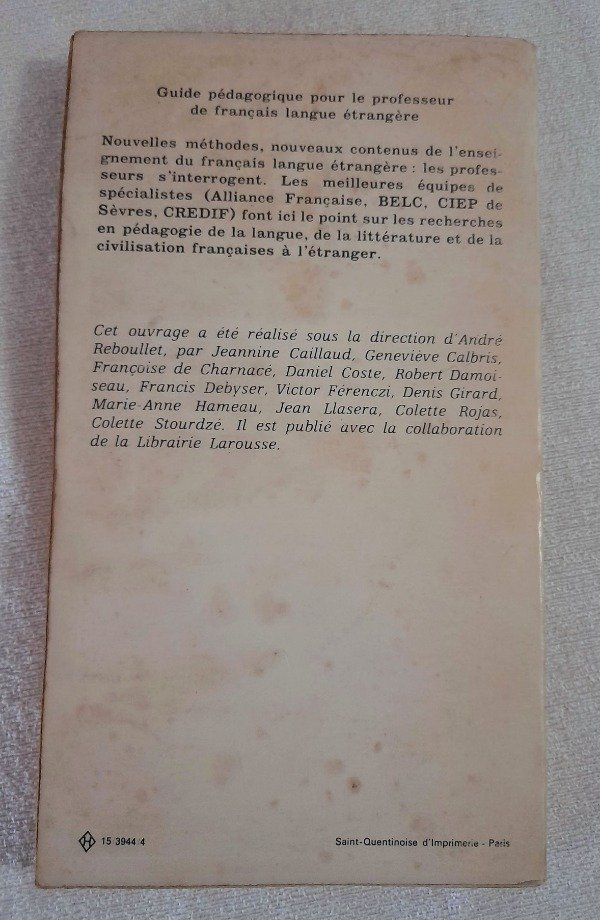 Guide pédagogique pour le professeur
de français langue étrangère
Nouvelles méthodes, nouveaux contenus de l'ensei-
gnement du français langue étrangère : les profes-
seurs s'interrogent. Les meilleures équipes de
spécialistes (Alliance Française, BELC, CIEP de
Sèvres, CREDIF) font ici le point sur les recherches
en pédagogie de la langue, de la littérature et de la
civilisation françaises à l'étranger.
Cet ouvrage a été réalisé sous la direction d'André
Reboullet, par Jeannine Caillaud, Geneviève Calbris,
Françoise de Charnacé, Daniel Coste, Robert Damoi-
seau, Francis Debyser, Victor Férenczi, Denis Girard,
Marie-Anne Hameau, Jean Llasera, Colette Rojas,
Colette Stourdzé. Il est publié avec la collaboration
de la Librairie Larousse.
H 15 3944 4
Saint-Quentinoise d'Imprimerie - Paris